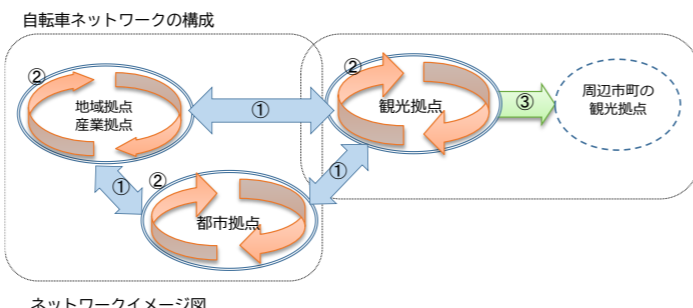 自転車ネットワークの構成
②
地域拠点
産業拠点
①
②
観光拠点
③
周辺市町の
観光拠点
①
②
①
都市拠点
ネットワークイメージ図